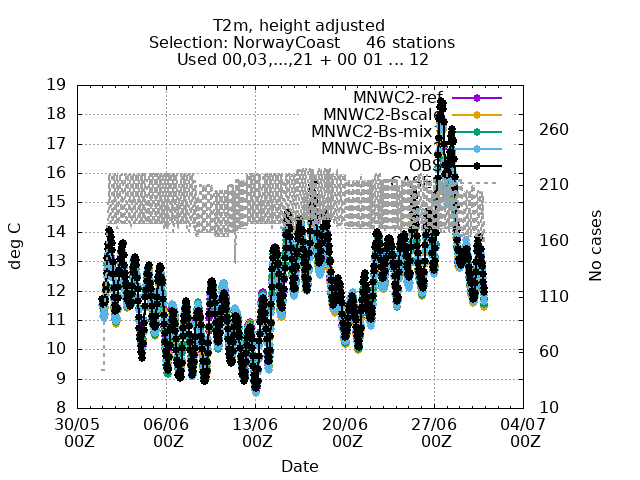 T2m, height adjusted
Selection: NorwayCoast 46 stations
Used 00,03,...,21 + 00 01 ... 12
19
18
17
16
15
14
13
12
11
10
9
8
deg C
MNWC2-ref
MNWC2-Bscal
MNWC2-Bs-mix
MNWC-Bs-mix
OBS
CASES
260
210
160
110
60
10
No cases
30/05 06/06 13/06 20/06 27/06 04/07
00Z 00Z 00Z 00Z 00Z 00Z
Date